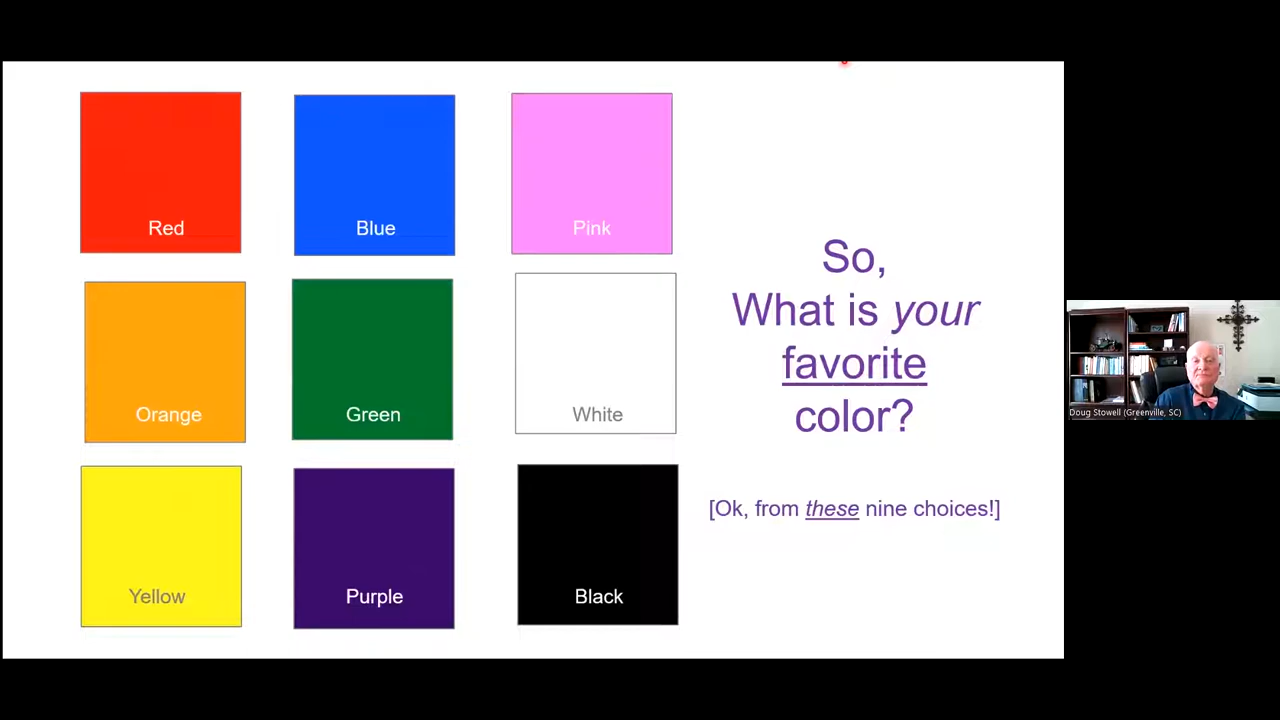 Red
Blue
Pink
Orange
Green
White
Yellow
Purple
Black
So,
What is your
favorite
color?
[Ok, from these nine choices!]
Doug Stowell (Greenville, SC)